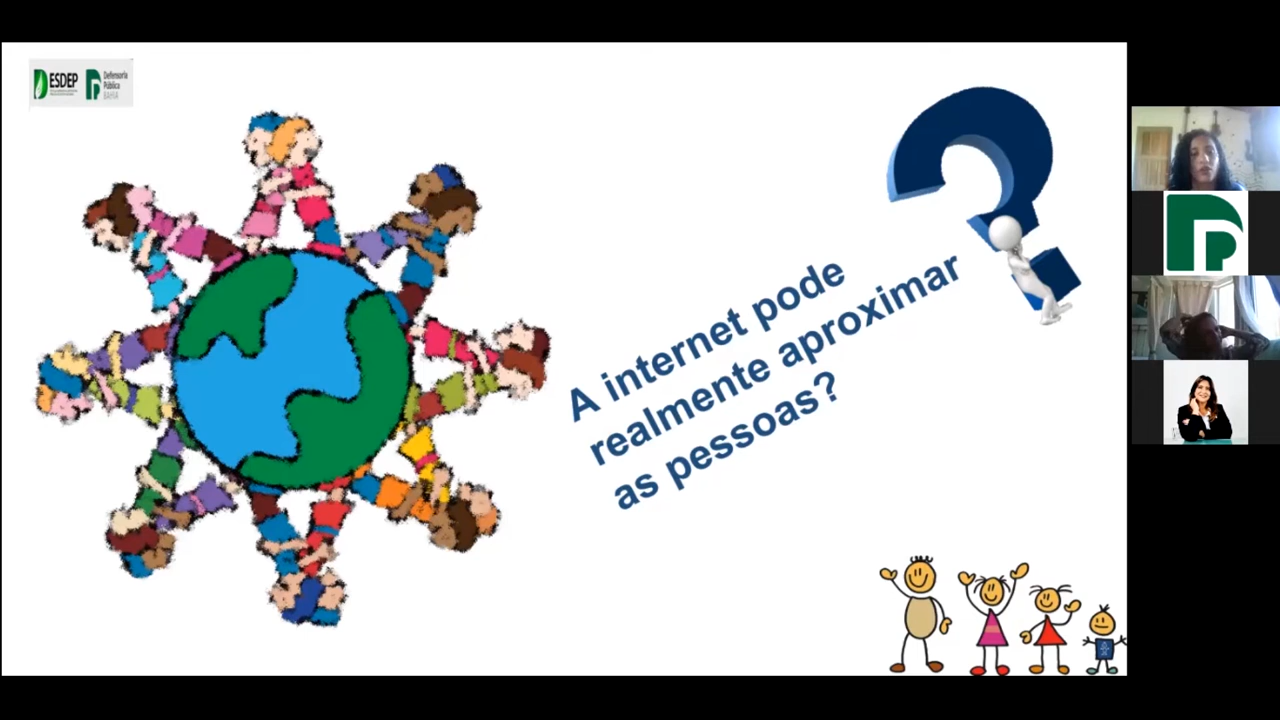 ESDEP
Defensoria
Pública
BAHIA
A internet pode
realmente aproximar
as pessoas?